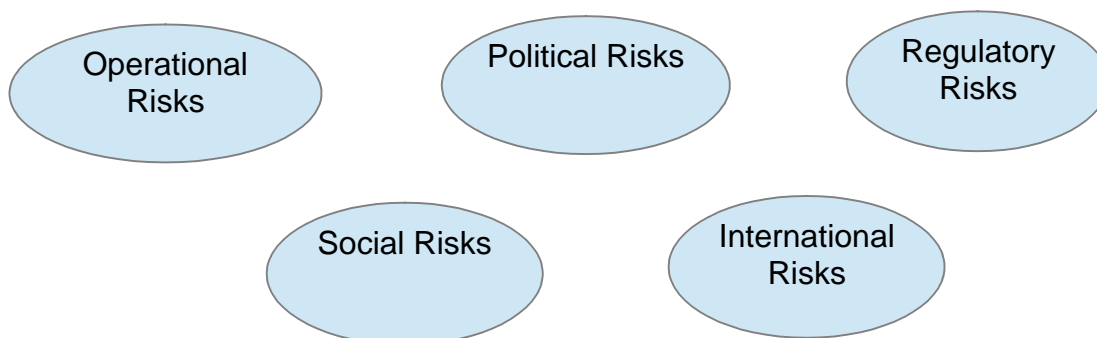 Operational
Risks
Political Risks
Regulatory
Risks
Social Risks
International
Risks